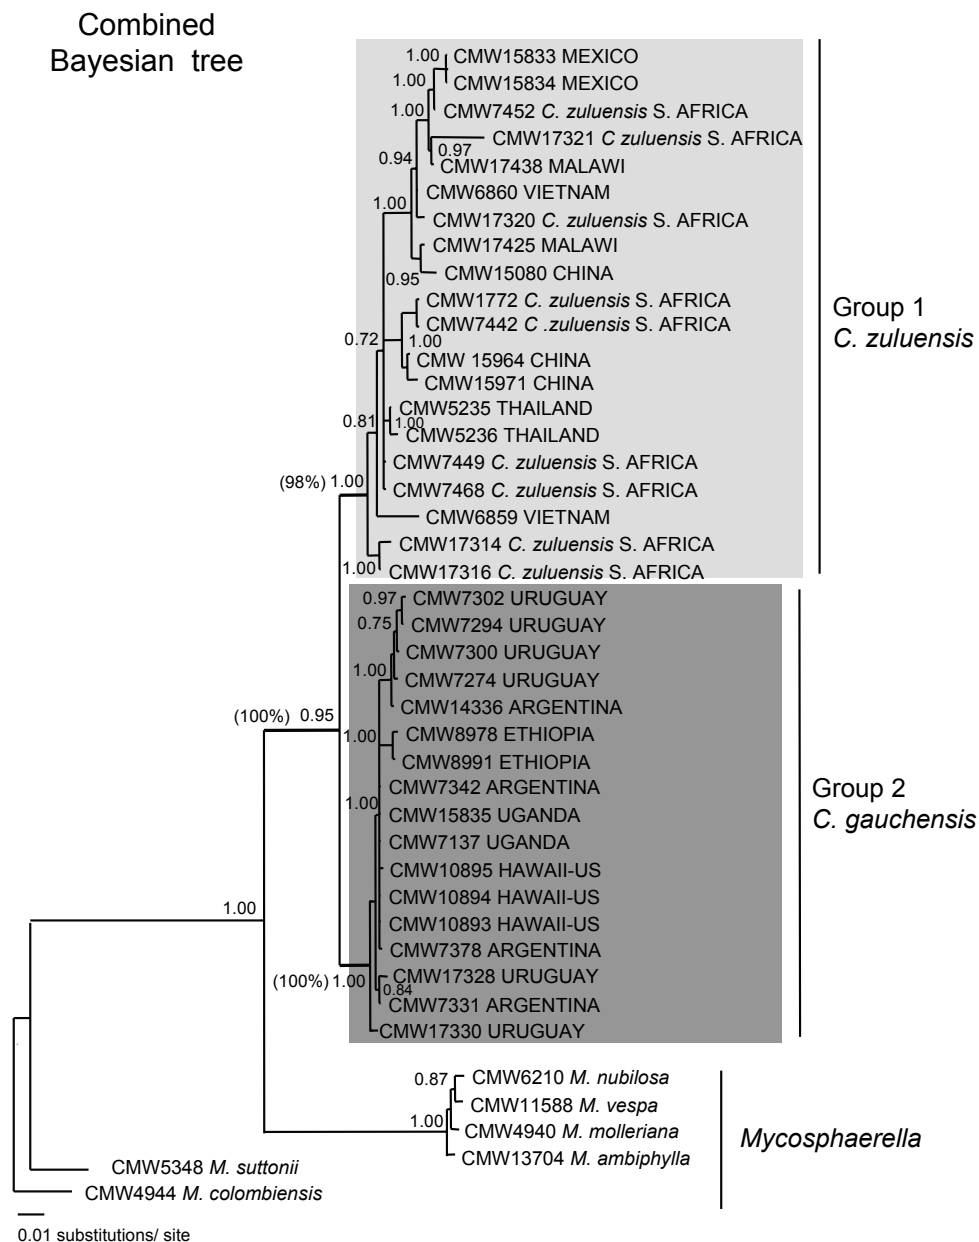 Combined
Bayesian tree
1.00 CMW15833 MEXICO
1.00 CMW15834 MEXICO
1.00 CMW7452 C. zuluensis S. AFRICA
CMW17321 C zuluensis S. AFRICA
0.97
0.94 CMW17438 MALAWI
CMW6860 VIETNAM
1.00 CMW17320 C. zuluensis S. AFRICA
CMW17425 MALAWI
CMW15080 CHINA
0.95
CMW1772 C. zuluensis S. AFRICA
CMW7442 C .zuluensis S. AFRICA
0.72 1.00
CMW 15964 CHINA
CMW15971 CHINA
CMW5235 THAILAND
0.81 1.00
CMW5236 THAILAND
CMW7449 C. zuluensis S. AFRICA
(98%) 1.00 CMW7468 C. zuluensis S. AFRICA
CMW6859 VIETNAM
CMW17314 C. zuluensis S. AFRICA
1.00 CMW17316 C. zuluensis S. AFRICA
Group 1
C. zuluensis
0.97 CMW7302 URUGUAY
0.75 CMW7294 URUGUAY
CMW7300 URUGUAY
1.00 CMW7274 URUGUAY
CMW14336 ARGENTINA
(100%) 0.95
1.00 CMW8978 ETHIOPIA
CMW8991 ETHIOPIA
CMW7342 ARGENTINA
1.00 CMW15835 UGANDA
CMW7137 UGANDA
CMW10895 HAWAII-US
CMW10894 HAWAII-US
1.00
CMW10893 HAWAII-US
CMW7378 ARGENTINA
(100%) 1.00 CMW17328 URUGUAY
0.84
CMW7331 ARGENTINA
CMW17330 URUGUAY
Group 2
C. gauchensis
0.87 CMW6210 M. nubilosa
CMW11588 M. vespa
1.00 CMW4940 M. molleriana
CMW13704 M. ambiphylla
Mycosphaerella
CMW5348 M. suttonii
CMW4944 M. colombiensis
0.01 substitutions/ site